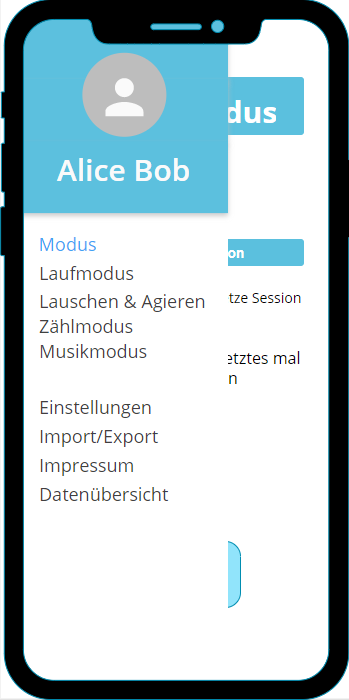 dus
Alice Bob
Modus
on
Laufmodus
Lauschen & Agieren
tze Session
Zählmodus
Musikmodus
etztes mal
n
Einstellungen
Import/Export
Impressum
Datenübersicht